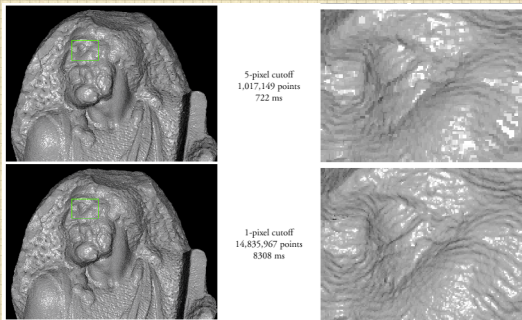 5-pixel cutoff
1,017,149 points
722 ms
1-pixel cutoff
14,835,967 points
8308 ms